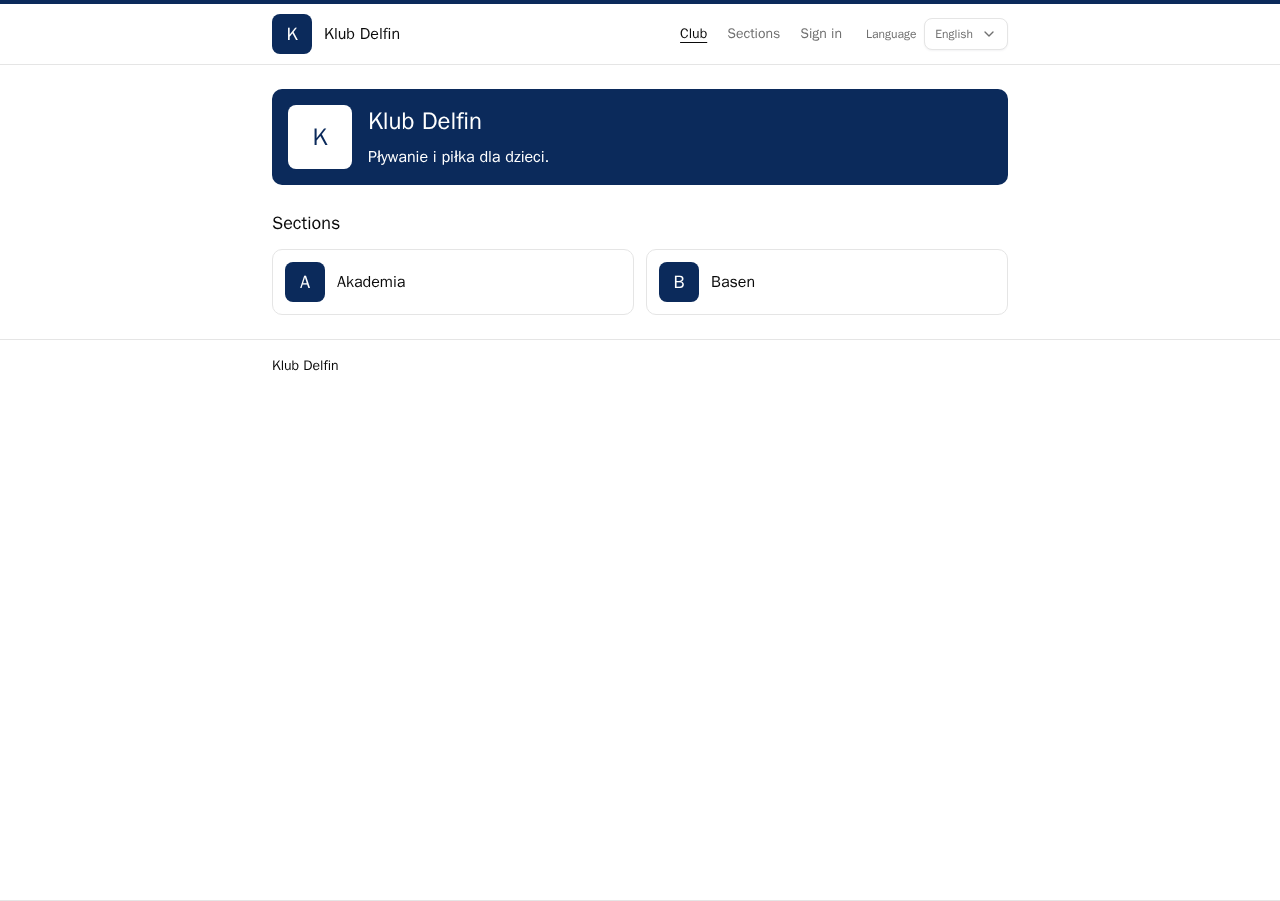 K Klub Delfin Club Sections Sign in Language English
K
Klub Delfin
Pływanie i piłka dla dzieci.
Sections
A Akademia
B Basen
Klub Delfin